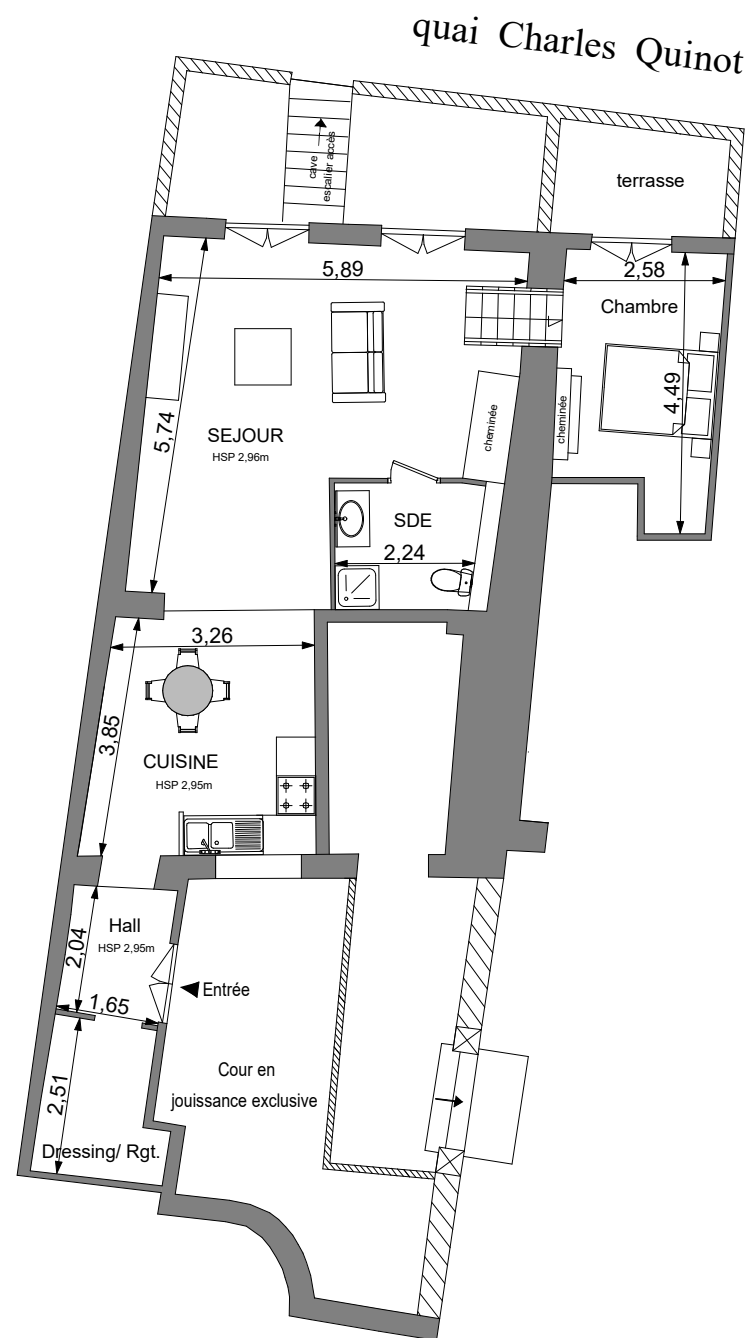 quai Charles Quinot
cave
escalier accès
terrasse
5,89
2,58
Chambre
5,74
4,49
SEJOUR
HSP 2,96m
cheminée
cheminée
SDE
2,24
3,26
3,85
CUISINE
HSP 2,95m
Hall
HSP 2,95m
2,04
1,65
Entrée
2,51
Cour en
jouissance exclusive
Dressing/ Rgt.